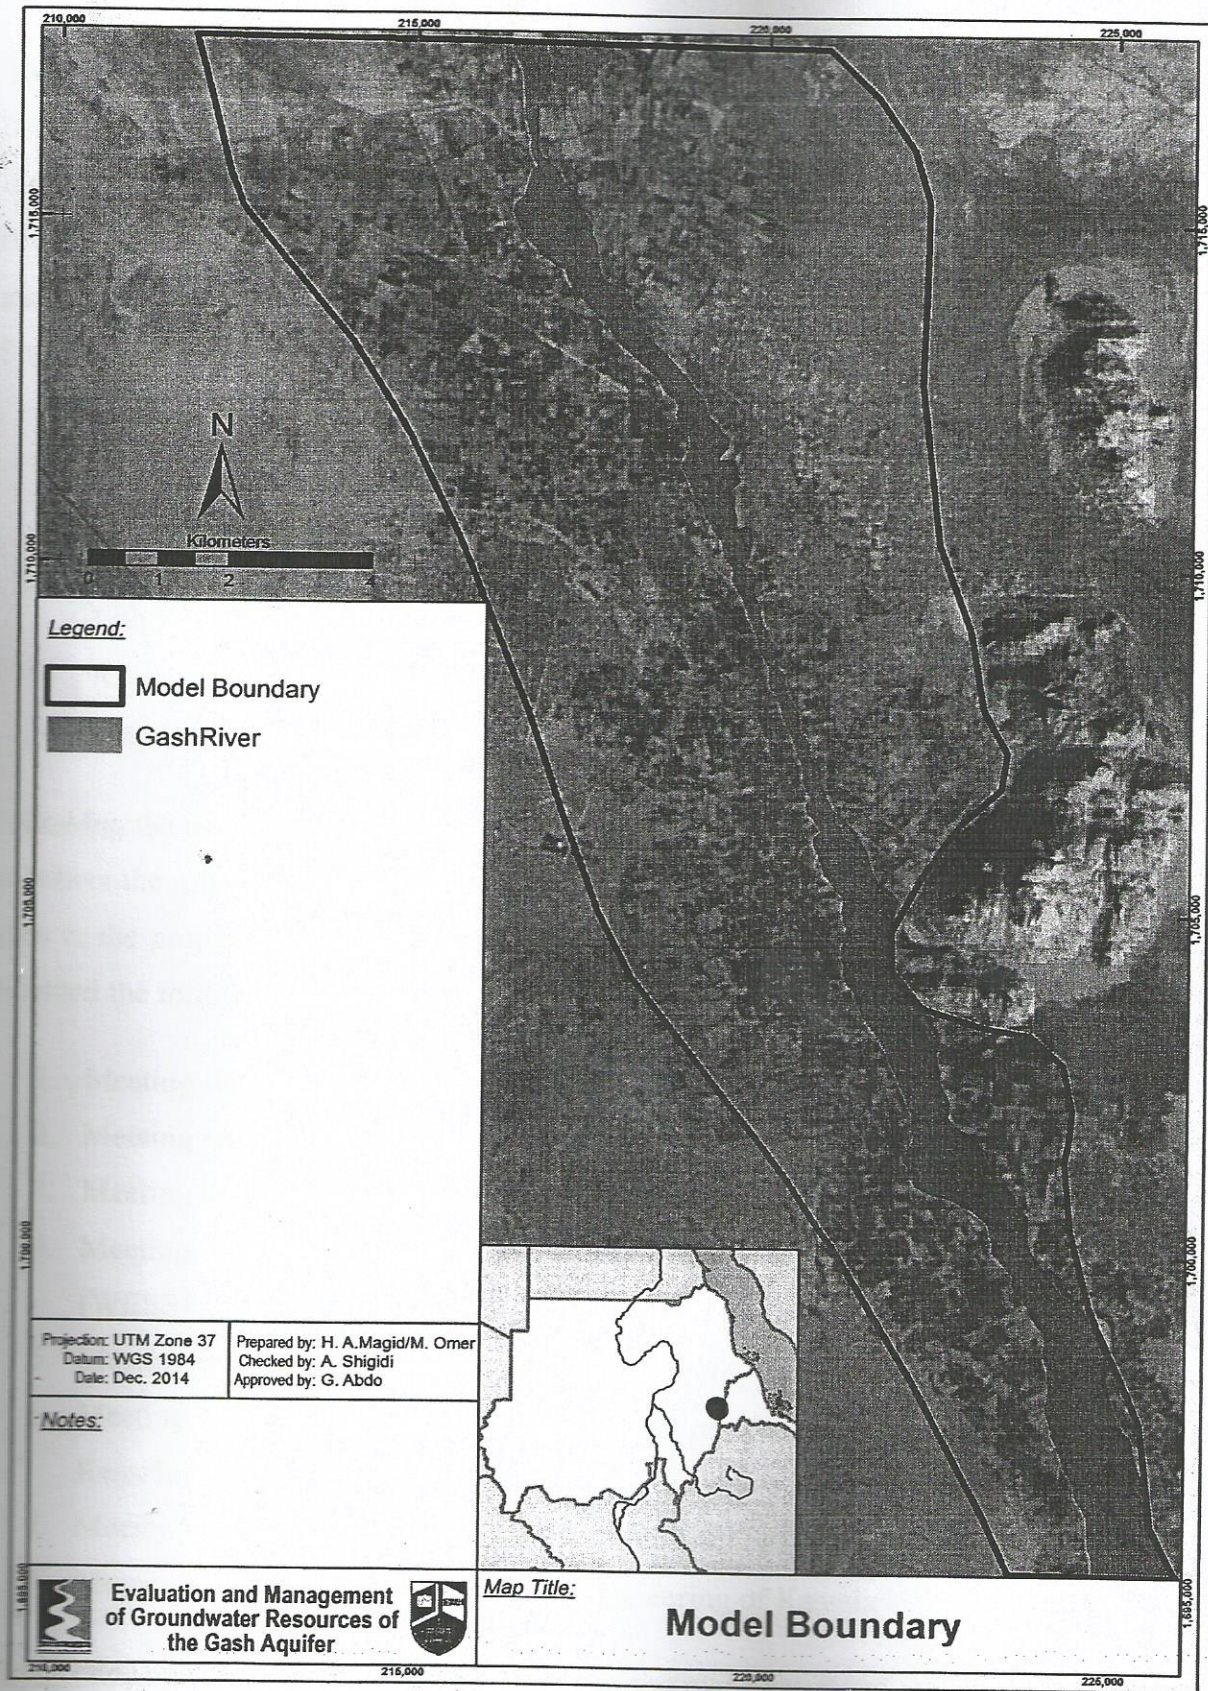 210,000
215,000
220,000
225,000
1,715,000
1,715,000
N
Kilometers
0 1 2 4
1,710,000
1,710,000
Legend:
Model Boundary
GashRiver
1,705,000
1,705,000
1,700,000
1,700,000
Projection: UTM Zone 37
Datum: WGS 1984
Date: Dec. 2014
Prepared by: H. A.Magid/M. Omer
Checked by: A. Shigidi
Approved by: G. Abdo
Notes:
1,695,000
1,695,000
Evaluation and Management
of Groundwater Resources of
the Gash Aquifer
Map Title:
Model Boundary
210,000
215,000
220,000
225,000